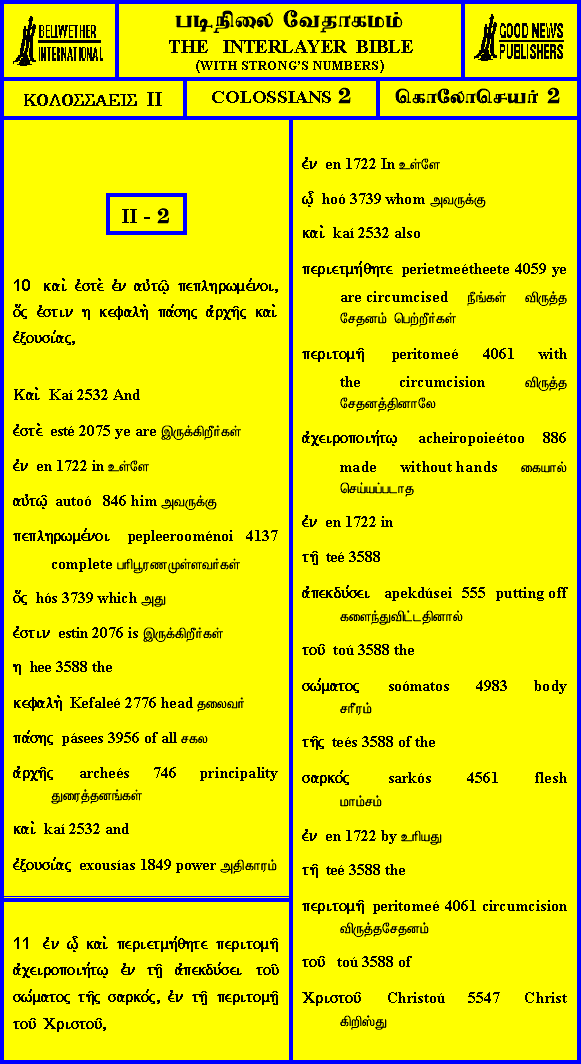 BELLWETHER
INTERNATIONAL
படிநிலை வேதாகமம்
THE INTERLAYER BIBLE
(WITH STRONG'S NUMBERS)
GOOD NEWS
PUBLISHERS
ΚΟΛΟΣΣΑΕΙΣ II
COLOSSIANS 2
கொலோசெயர் 2
II - 2
10 καὶ ἐστὲ ἐν αὐτῷ πεπληρωμένοι,
ὅς ἐστιν η κεφαλὴ πάσης ἀρχῆς καὶ
ἐξουσίας,
Καὶ Kaí 2532 And
ἐστὲ esté 2075 ye are இருக்கிறீர்கள்
ἐν en 1722 in உள்ளே
αὐτῷ autoó 846 him அவருக்கு
πεπληρωμένοι pepleerooménoi 4137
complete பரிபூரணமுள்ளவர்கள்
ὅς hós 3739 which அது
ἐστιν estin 2076 is இருக்கிறீர்கள்
η hee 3588 the
κεφαλὴ Kefaleé 2776 head தலைவர்
πάσης pásees 3956 of all சகல
ἀρχῆς archeés 746 principality
துரைத்தனங்கள்
καὶ kaí 2532 and
ἐξουσίας exousías 1849 power அதிகாரம்
11 ἐν ᾧ καὶ περιετμήθητε περιτομῇ
ἀχειροποιήτῳ ἐν τῇ ἀπεκδύσει τοῦ
σώματος τῆς σαρκός, ἐν τῇ περιτομῇ
τοῦ Χριστοῦ,
ἐν en 1722 In உள்ளே
ᾧ hoó 3739 whom அவருக்கு
καὶ kaí 2532 also
περιετμήθητε perietmeétheete 4059 ye
are circumcised நீங்கள் விருத்த
சேதனம் பெற்றீர்கள்
περιτομῇ peritomeé 4061 with
the circumcision விருத்த
சேதனத்தினாலே
ἀχειροποιήτῳ acheiropoieétoo 886
made without hands கையால்
செய்யப்படாத
ἐν en 1722 in
τῇ teé 3588
ἀπεκδύσει apekdúsei 555 putting off
களைந்துவிட்டதினால்
τοῦ toú 3588 the
σώματος soómatos 4983 body
சரீரம்
τῆς teés 3588 of the
σαρκός sarkós 4561 flesh
மாம்சம்
ἐν en 1722 by உரியது
τῇ teé 3588 the
περιτομῇ peritomeé 4061 circumcision
விருத்தசேதனம்
τοῦ toú 3588 of
Χριστοῦ Christoú 5547 Christ
கிறிஸ்து